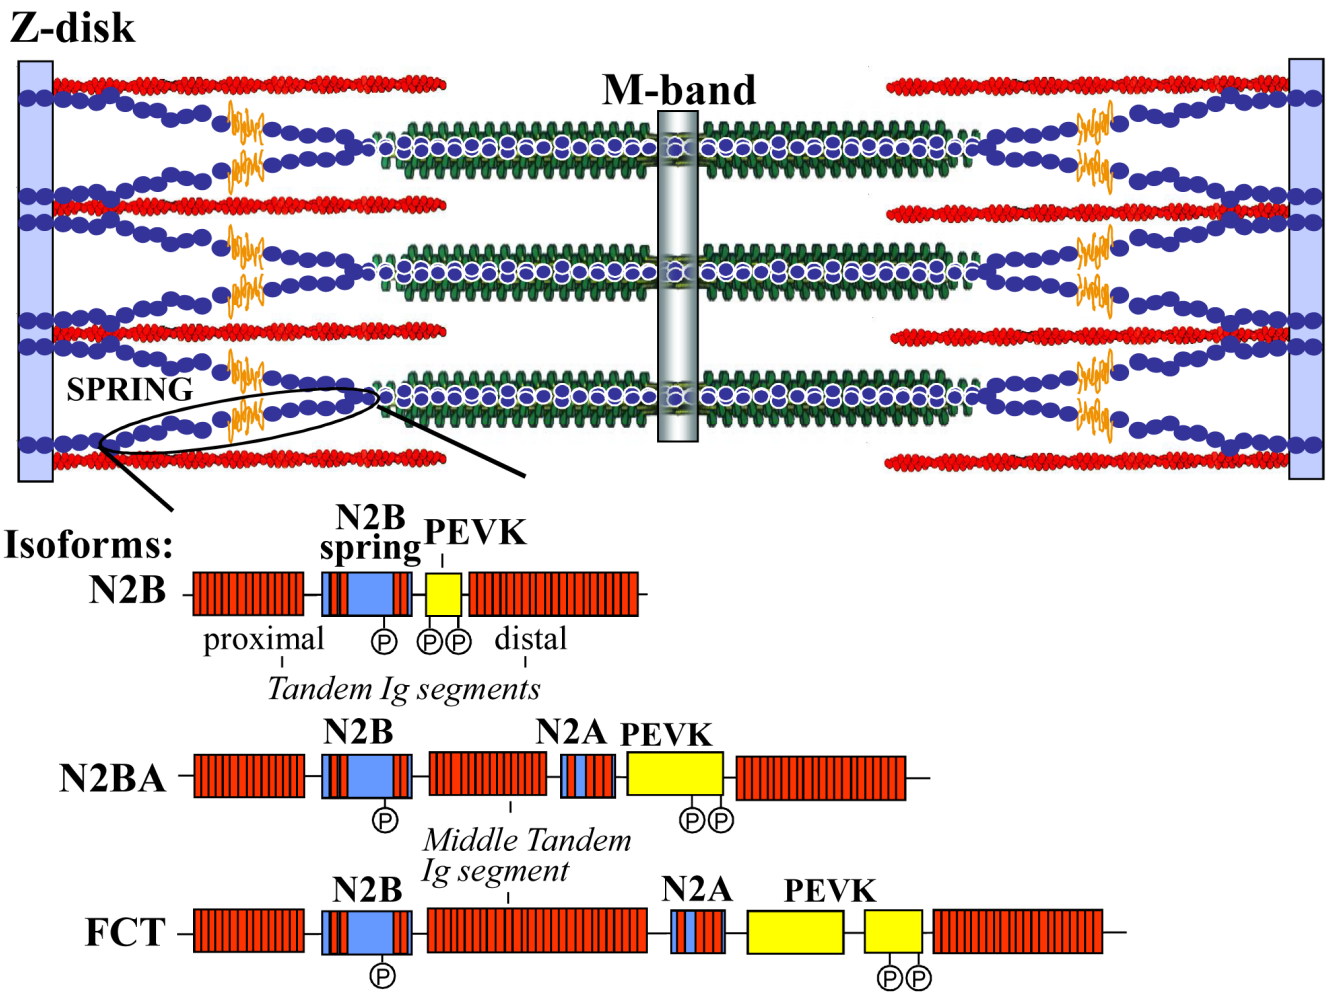 Z-disk
M-band
SPRING
Isoforms:
N2B
spring
PEVK
N2B
P
P
P
proximal
distal
Tandem Ig segments
N2B
N2A
PEVK
N2BA
P
P
P
Middle Tandem
Ig segment
N2B
N2A
PEVK
FCT
P
P
P